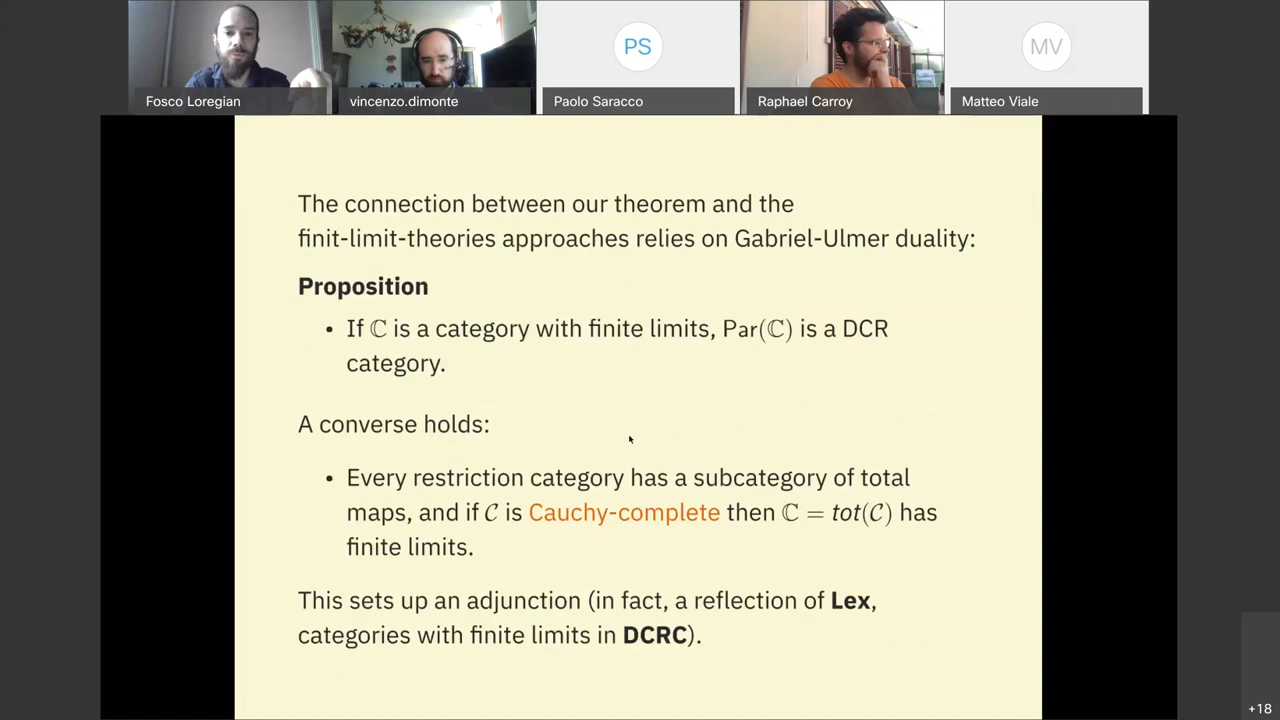 PS
MV
Fosco Loregian
vincenzo.dimonte
Paolo Saracco
Raphael Carroy
Matteo Viale
The connection between our theorem and the
finit-limit-theories approaches relies on Gabriel-Ulmer duality:
Proposition
• If ℂ is a category with finite limits, Par(ℂ) is a DCR
category.
A converse holds:
• Every restriction category has a subcategory of total
maps, and if 𝒞 is Cauchy-complete then ℂ = tot(𝒞) has
finite limits.
This sets up an adjunction (in fact, a reflection of Lex,
categories with finite limits in DCRC).
+18